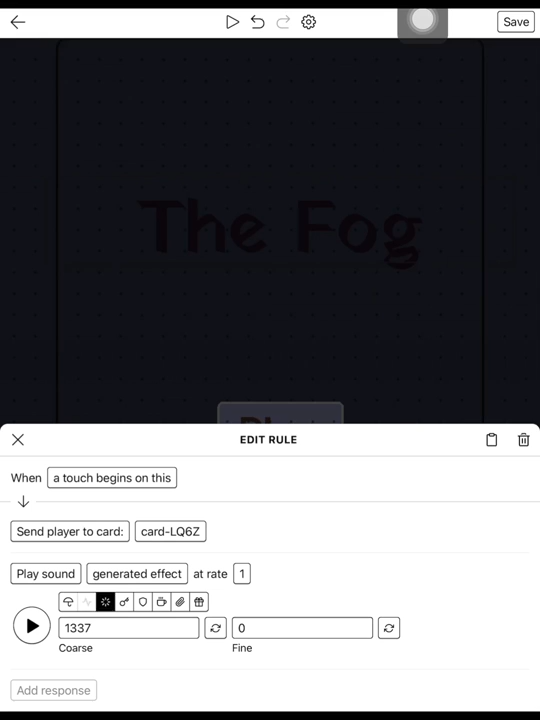 Save
The Fog
Play
EDIT RULE
When a touch begins on this
Send player to card: card-LQ6Z
Play sound generated effect at rate 1
1337 0
Coarse Fine
Add response